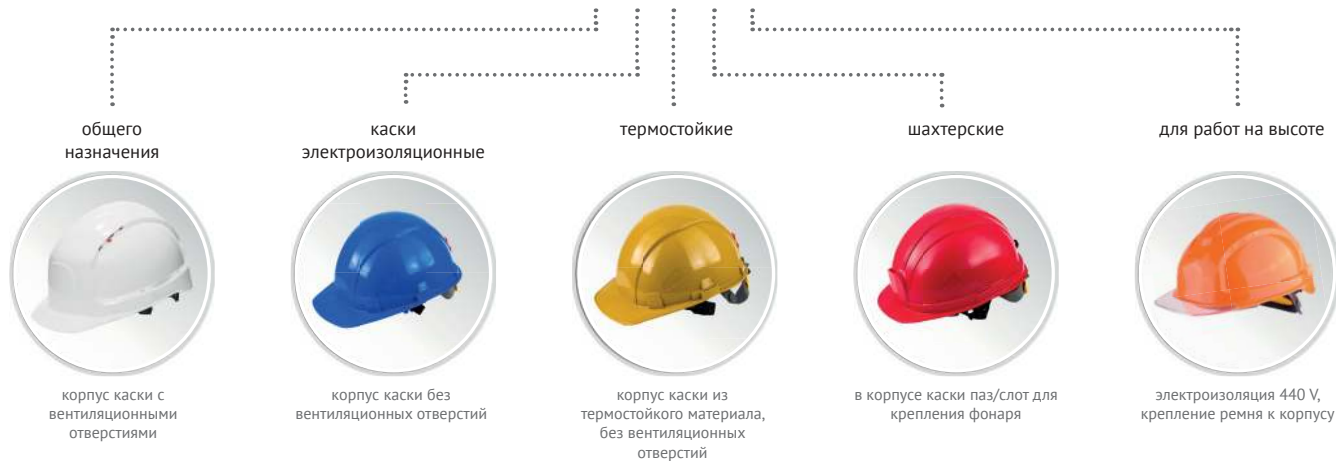 общего
назначения
каски
электроизоляционные
термостойкие
шахтерские
для работ на высоте
корпус каски с
вентиляционными
отверстиями
корпус каски без
вентиляционных отверстий
корпус каски из
термостойкого материала,
без вентиляционных
отверстий
в корпусе каски паз/слот для
крепления фонаря
электроизоляция 440 V,
крепление ремня к корпусу